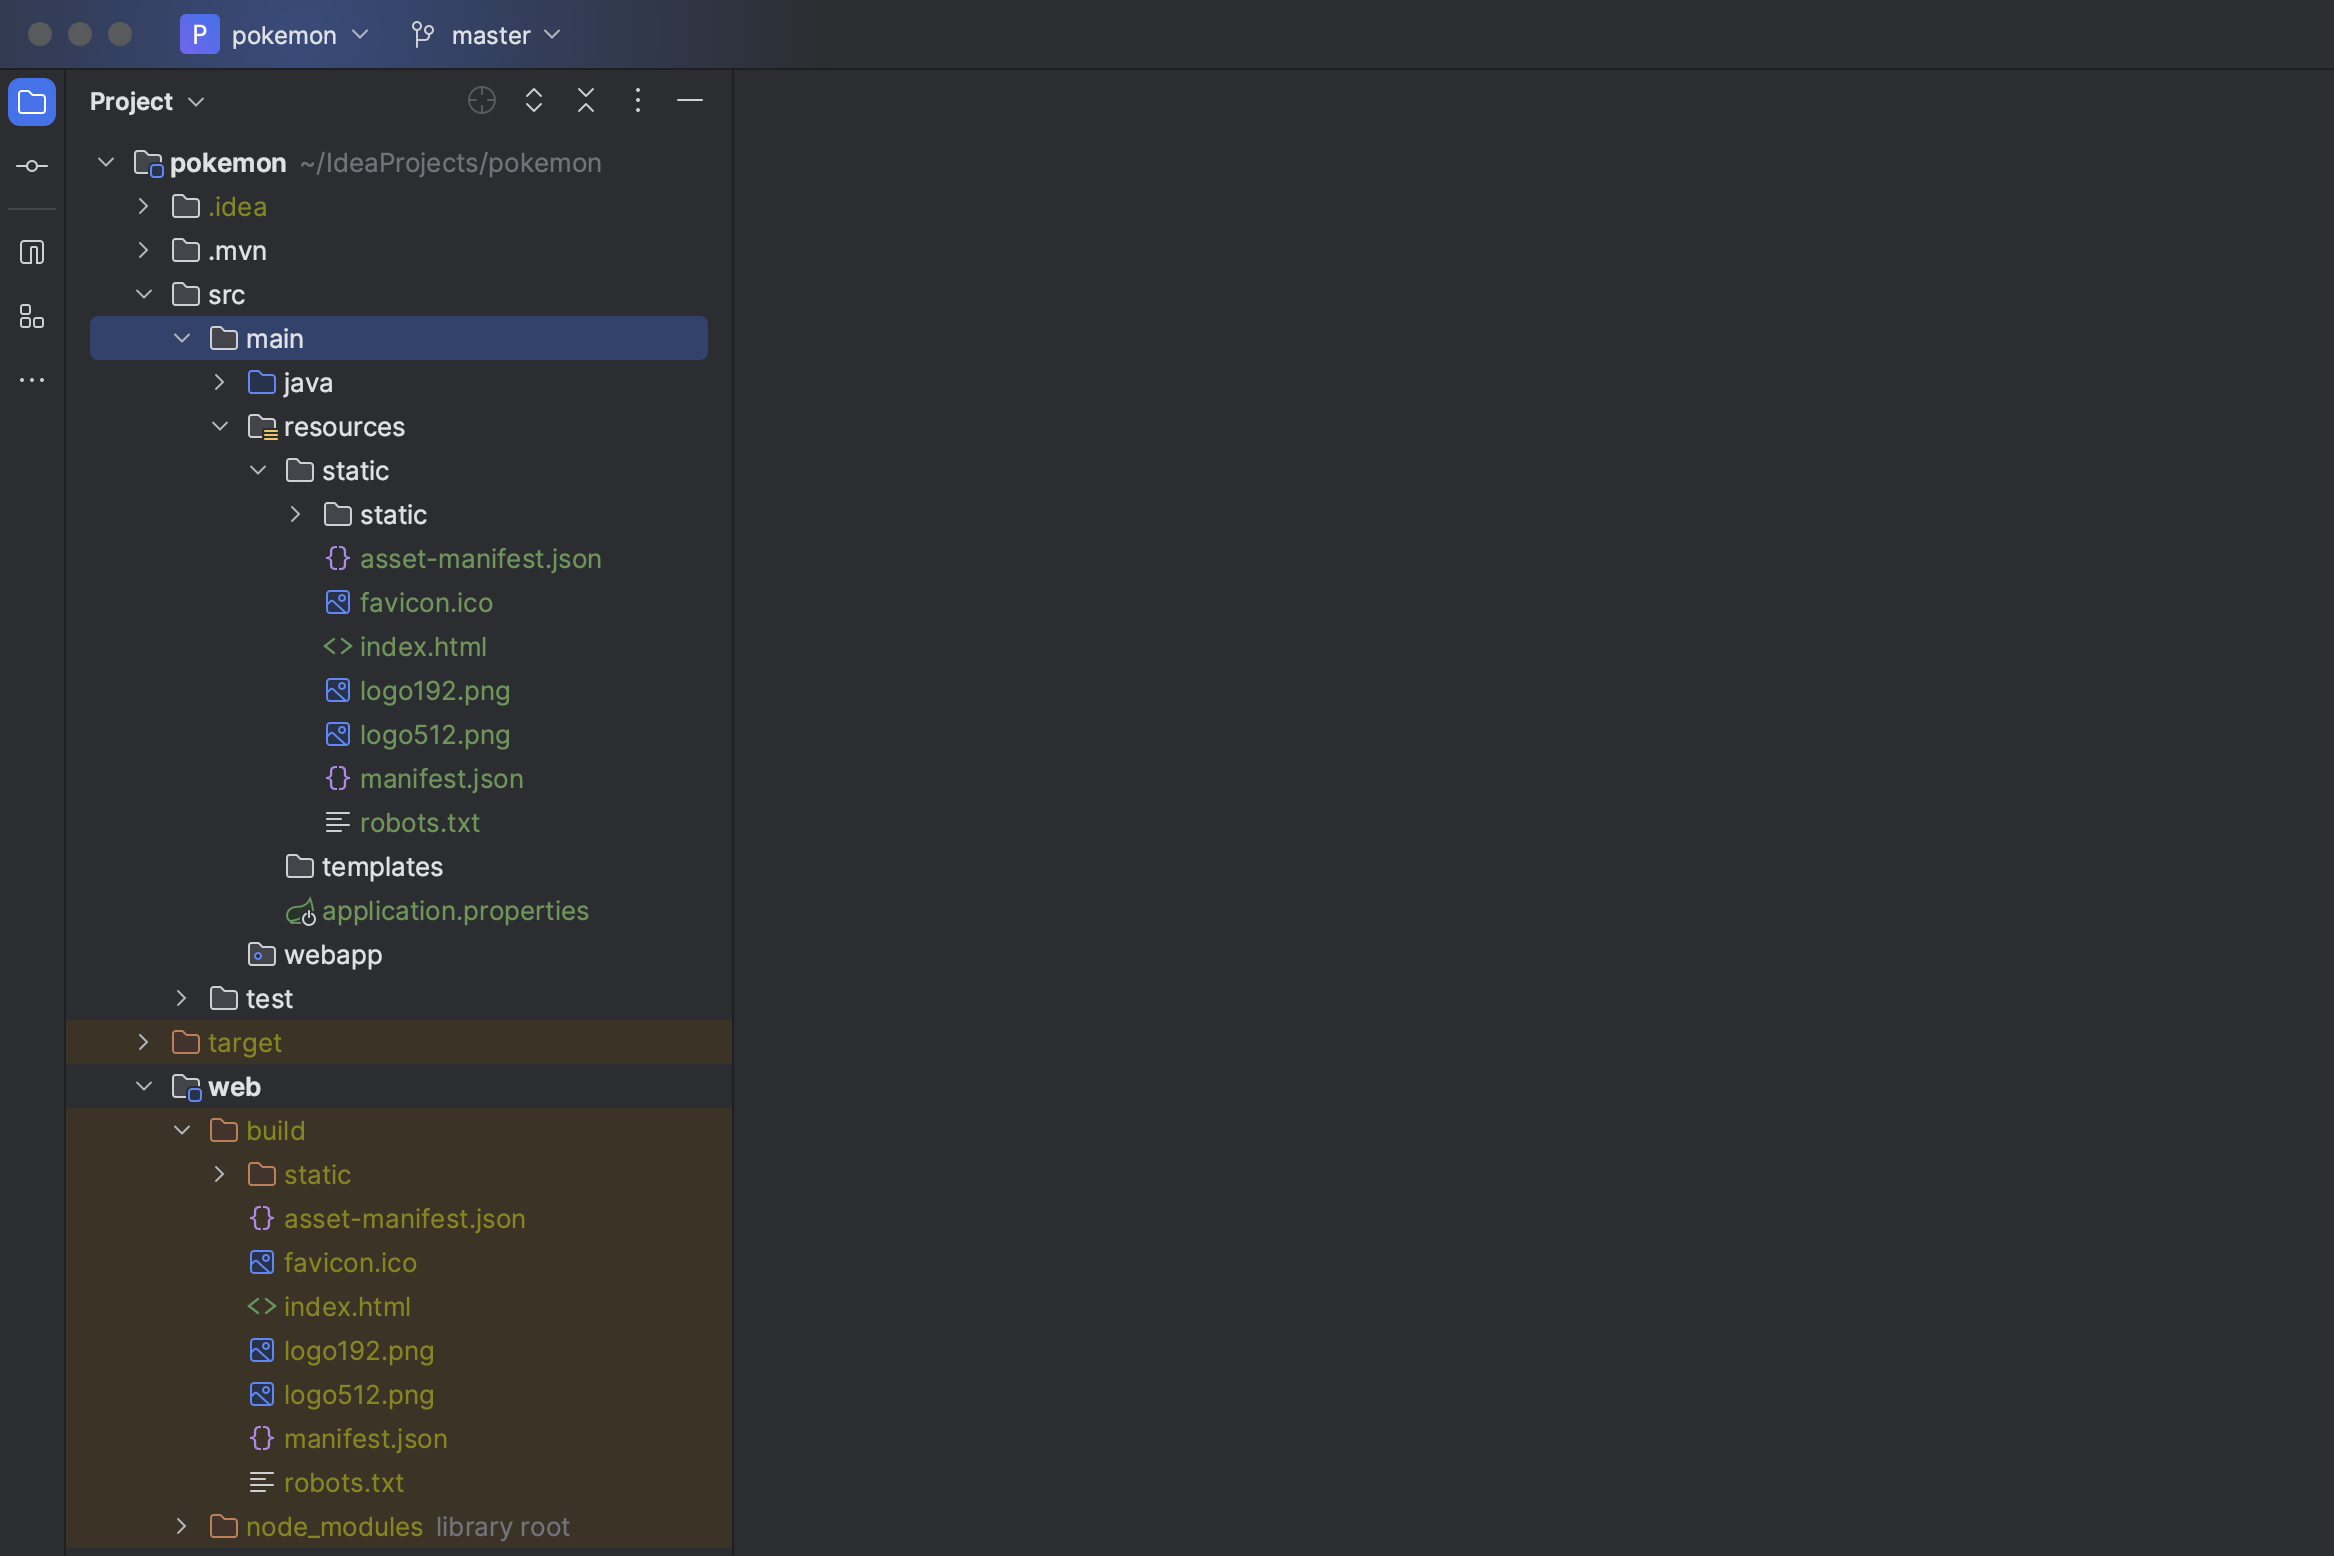 P pokemon master
Project
pokemon ~/IdeaProjects/pokemon
.idea
.mvn
src
main
java
resources
static
static
asset-manifest.json
favicon.ico
index.html
logo192.png
logo512.png
manifest.json
robots.txt
templates
application.properties
webapp
test
target
web
build
static
asset-manifest.json
favicon.ico
index.html
logo192.png
logo512.png
manifest.json
robots.txt
node_modules library root